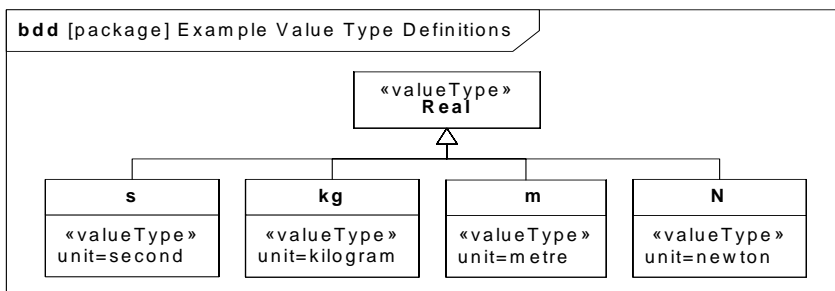 bdd [package] Example Value Type Definitions
«valueType»
Real
s
«valueType»
unit=second
kg
«valueType»
unit=kilogram
m
«valueType»
unit=metre
N
«valueType»
unit=newton